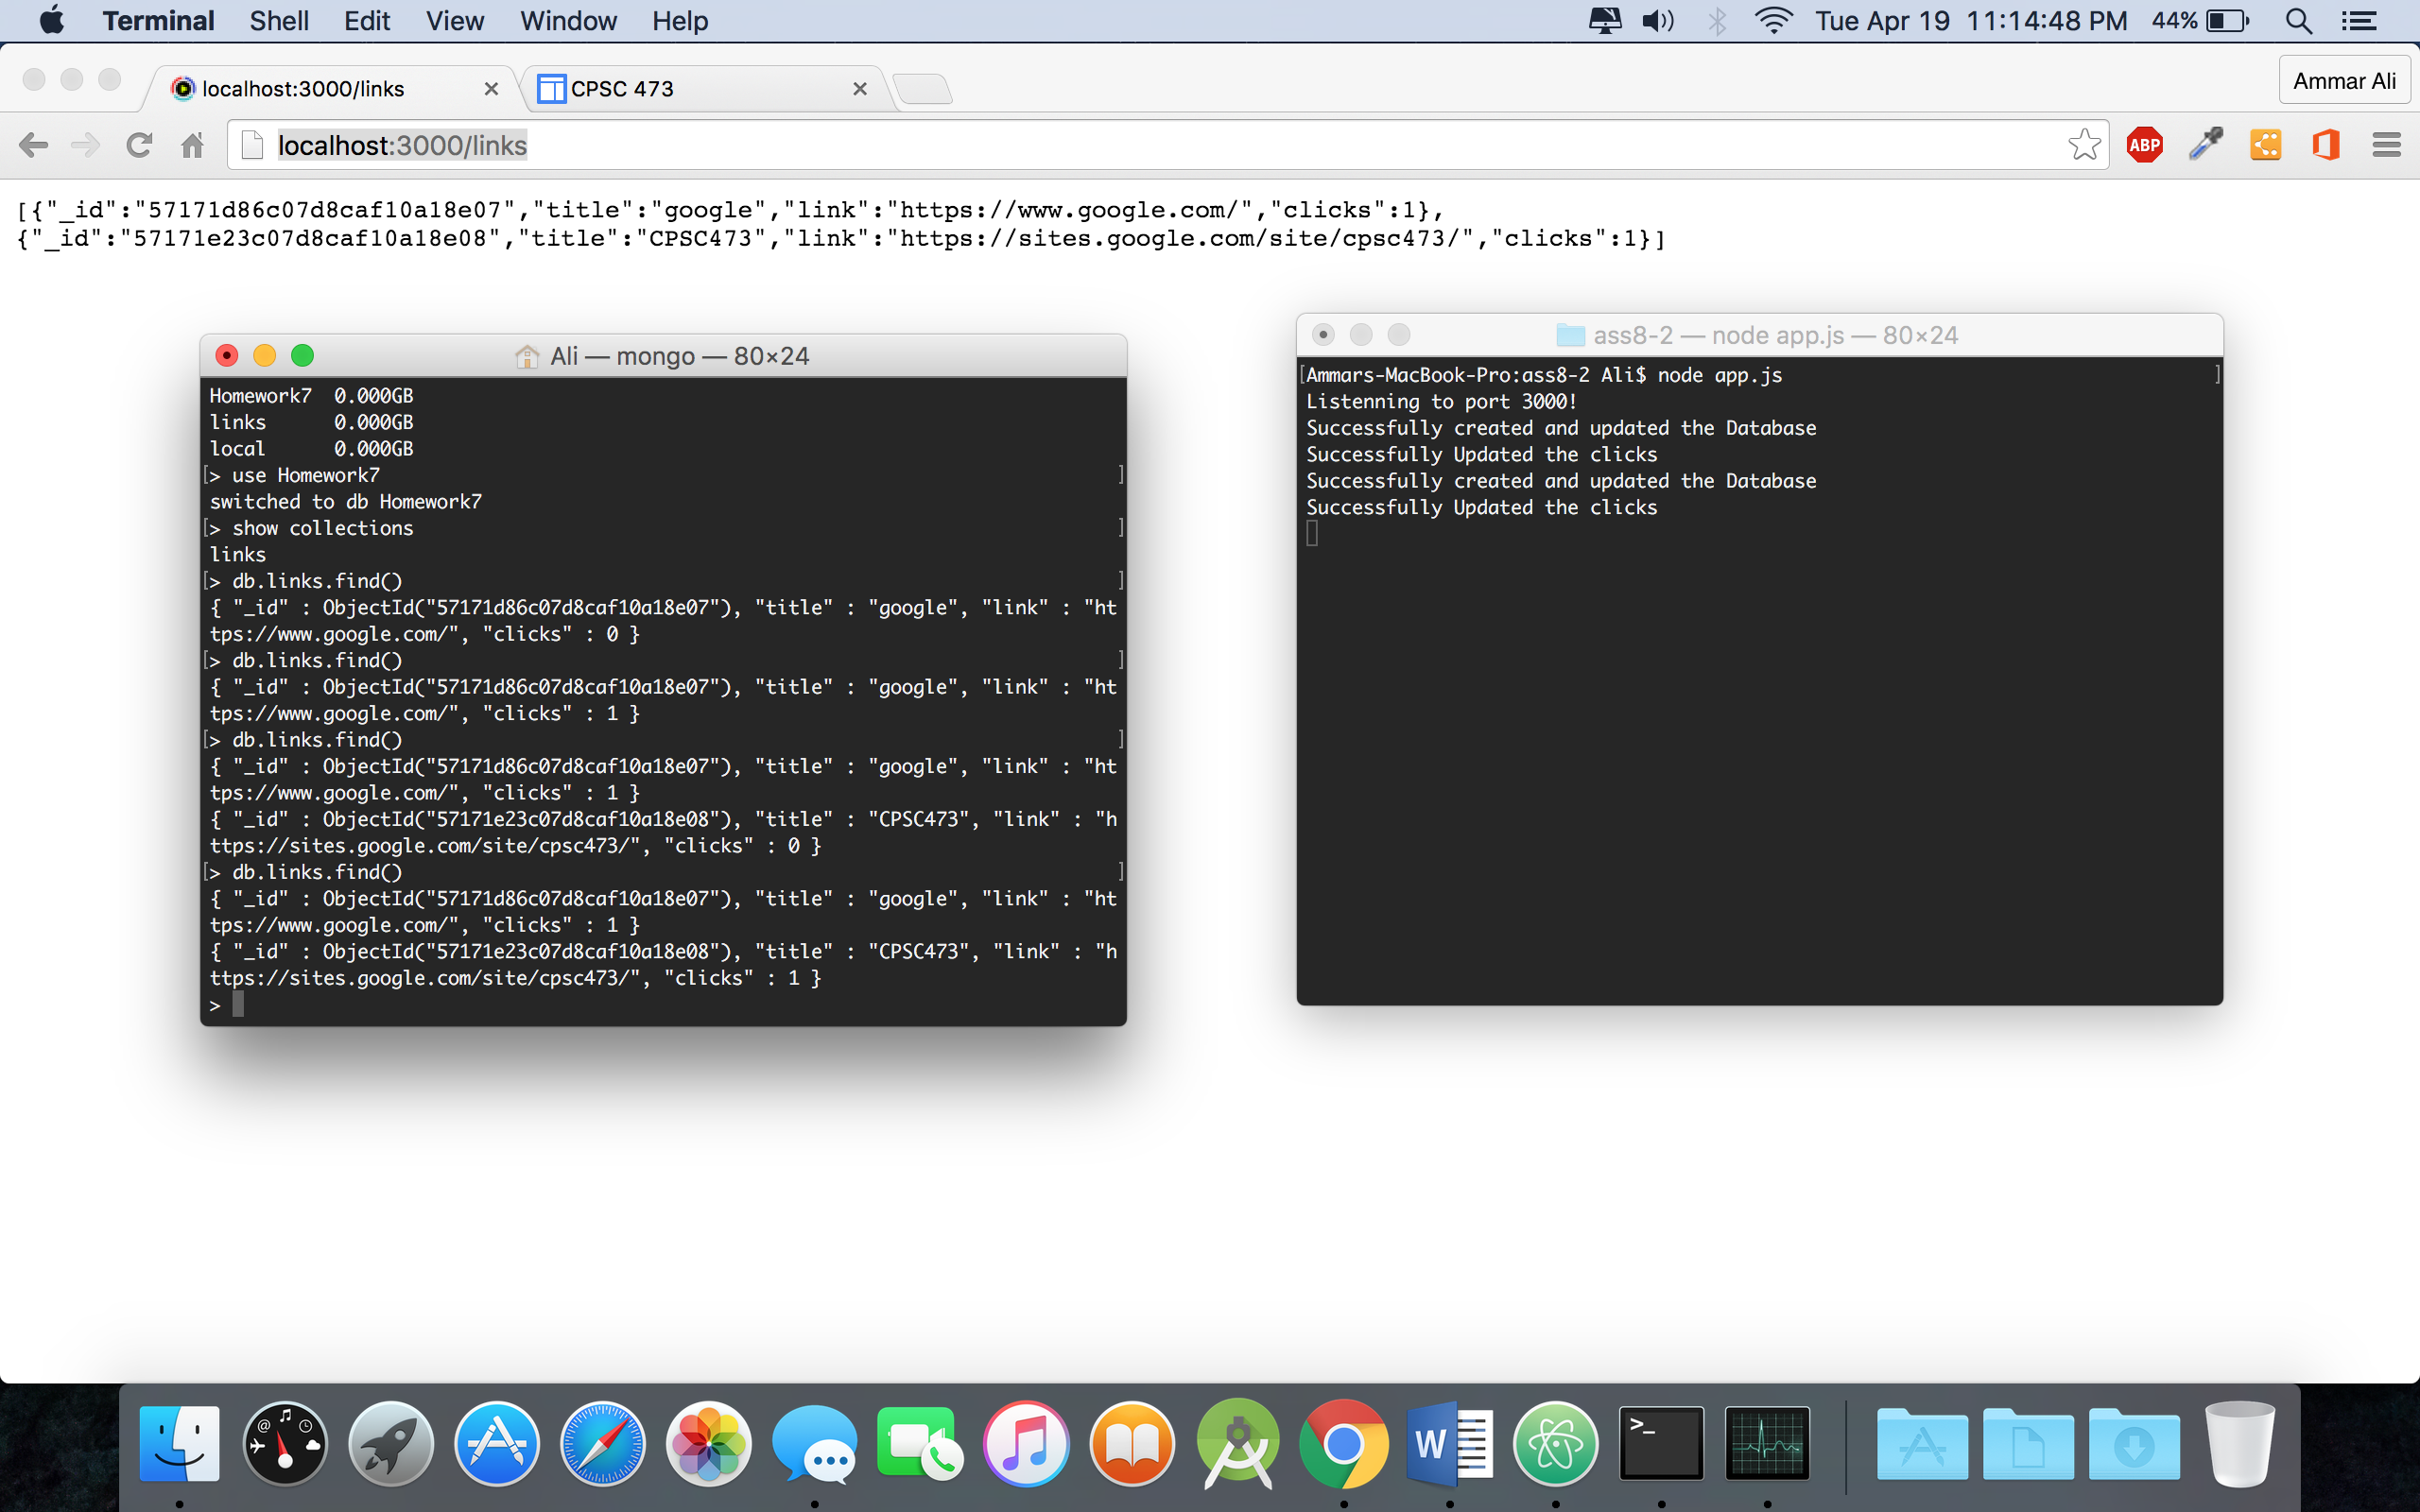 Terminal Shell Edit View Window Help Tue Apr 19 11:14:48 PM 44%
localhost:3000/links CPSC 473 Ammar Ali
localhost:3000/links ABP
[{"_id":"57171d86c07d8caf10a18e07","title":"google","link":"https://www.google.com/","clicks":1},
{"_id":"57171e23c07d8caf10a18e08","title":"CPSC473","link":"https://sites.google.com/site/cpsc473/","clicks":1}]
Ali — mongo — 80×24
Homework7 0.000GB
links 0.000GB
local 0.000GB
[> use Homework7 ]
switched to db Homework7
[> show collections ]
links
[> db.links.find() ]
{ "_id" : ObjectId("57171d86c07d8caf10a18e07"), "title" : "google", "link" : "ht
tps://www.google.com/", "clicks" : 0 }
[> db.links.find() ]
{ "_id" : ObjectId("57171d86c07d8caf10a18e07"), "title" : "google", "link" : "ht
tps://www.google.com/", "clicks" : 1 }
[> db.links.find() ]
{ "_id" : ObjectId("57171d86c07d8caf10a18e07"), "title" : "google", "link" : "ht
tps://www.google.com/", "clicks" : 1 }
{ "_id" : ObjectId("57171e23c07d8caf10a18e08"), "title" : "CPSC473", "link" : "h
ttps://sites.google.com/site/cpsc473/", "clicks" : 0 }
[> db.links.find() ]
{ "_id" : ObjectId("57171d86c07d8caf10a18e07"), "title" : "google", "link" : "ht
tps://www.google.com/", "clicks" : 1 }
{ "_id" : ObjectId("57171e23c07d8caf10a18e08"), "title" : "CPSC473", "link" : "h
ttps://sites.google.com/site/cpsc473/", "clicks" : 1 }
>
ass8-2 — node app.js — 80×24
[Ammars-MacBook-Pro:ass8-2 Ali$ node app.js ]
Listenning to port 3000!
Successfully created and updated the Database
Successfully Updated the clicks
Successfully created and updated the Database
Successfully Updated the clicks
W
>_